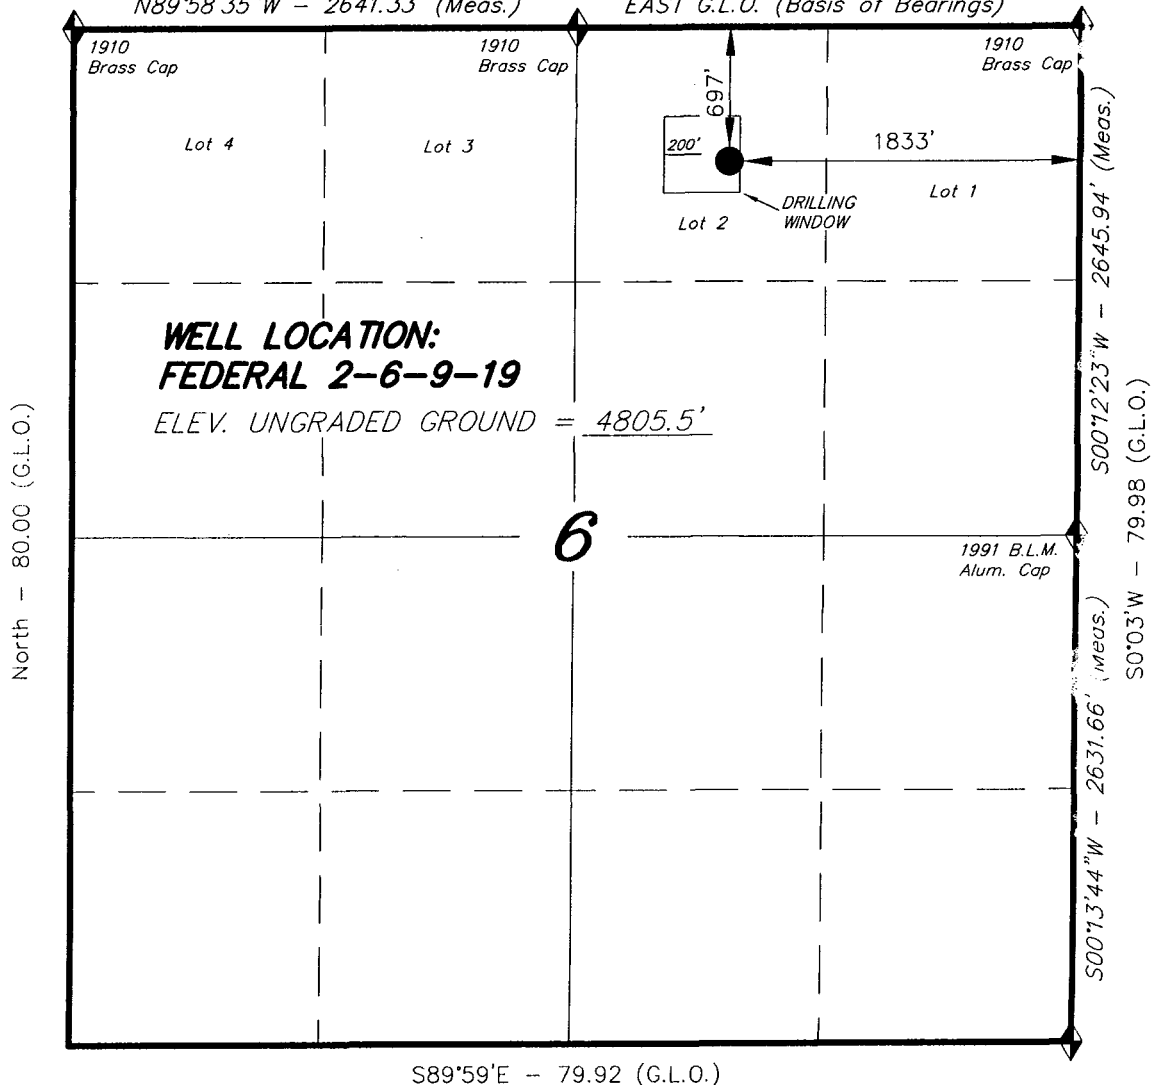 N89°58'35"W – 2641.33' (Meas.)
EAST G.L.O. (Basis of Bearings)
1910
Brass Cap
1910
Brass Cap
1910
Brass Cap
697'
1833'
200'
Lot 4
Lot 3
Lot 2
Lot 1
DRILLING
WINDOW
WELL LOCATION:
FEDERAL 2–6–9–19
ELEV. UNGRADED GROUND = 4805.5'
6
1991 B.L.M.
Alum. Cap
North – 80.00 (G.L.O.)
S00°12'23"W – 2645.94' (Meas.)
S0°03'W – 79.98 (G.L.O.)
S00°13'44"W – 2631.66' (Meas.)
S89°59'E – 79.92 (G.L.O.)